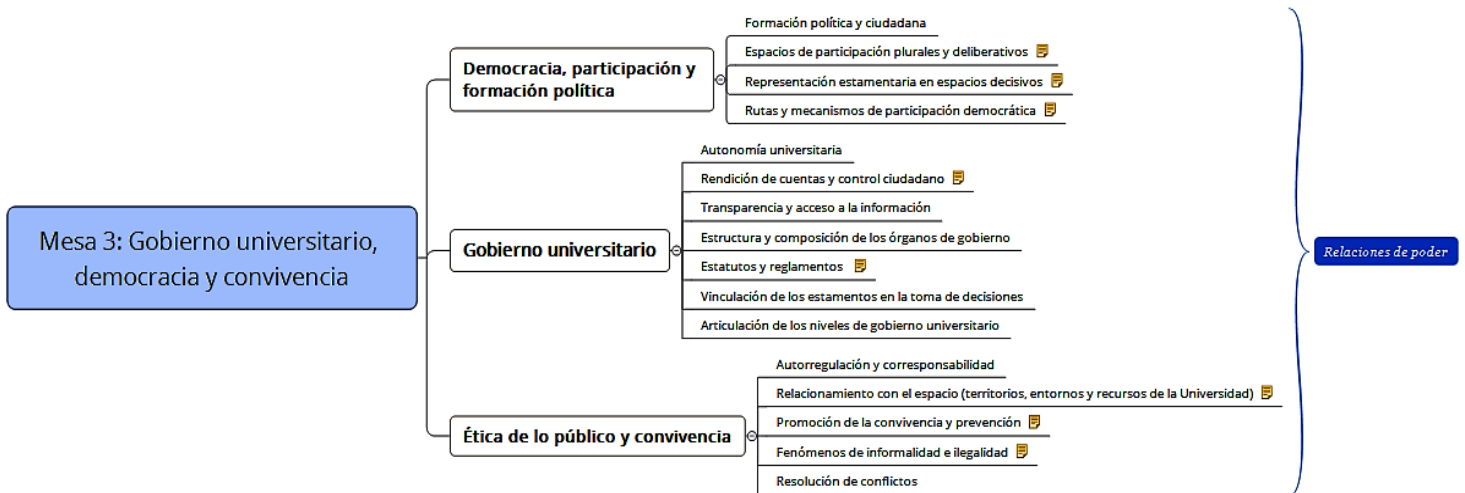 Mesa 3: Gobierno universitario,
democracia y convivencia
Democracia, participación y
formación política
Formación política y ciudadana
Espacios de participación plurales y deliberativos
Representación estamentaria en espacios decisivos
Rutas y mecanismos de participación democrática
Gobierno universitario
Autonomía universitaria
Rendición de cuentas y control ciudadano
Transparencia y acceso a la información
Estructura y composición de los órganos de gobierno
Estatutos y reglamentos
Vinculación de los estamentos en la toma de decisiones
Articulación de los niveles de gobierno universitario
Ética de lo público y convivencia
Autorregulación y corresponsabilidad
Relacionamiento con el espacio (territorios, entornos y recursos de la Universidad)
Promoción de la convivencia y prevención
Fenómenos de informalidad e ilegalidad
Resolución de conflictos
Relaciones de poder